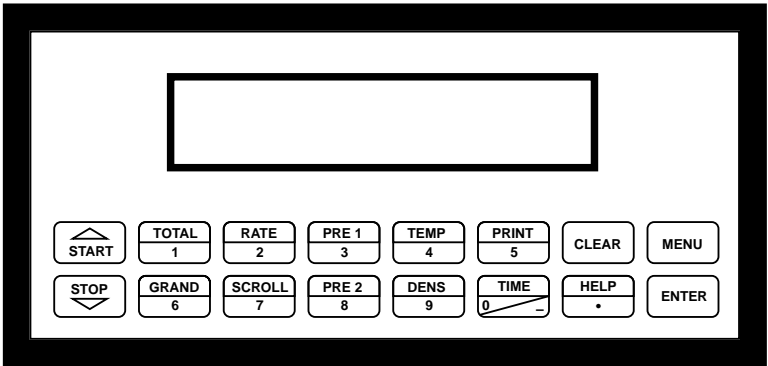 START
TOTAL
1
RATE
2
PRE 1
3
TEMP
4
PRINT
5
CLEAR
MENU
STOP
GRAND
6
SCROLL
7
PRE 2
8
DENS
9
TIME
0 –
HELP
•
ENTER